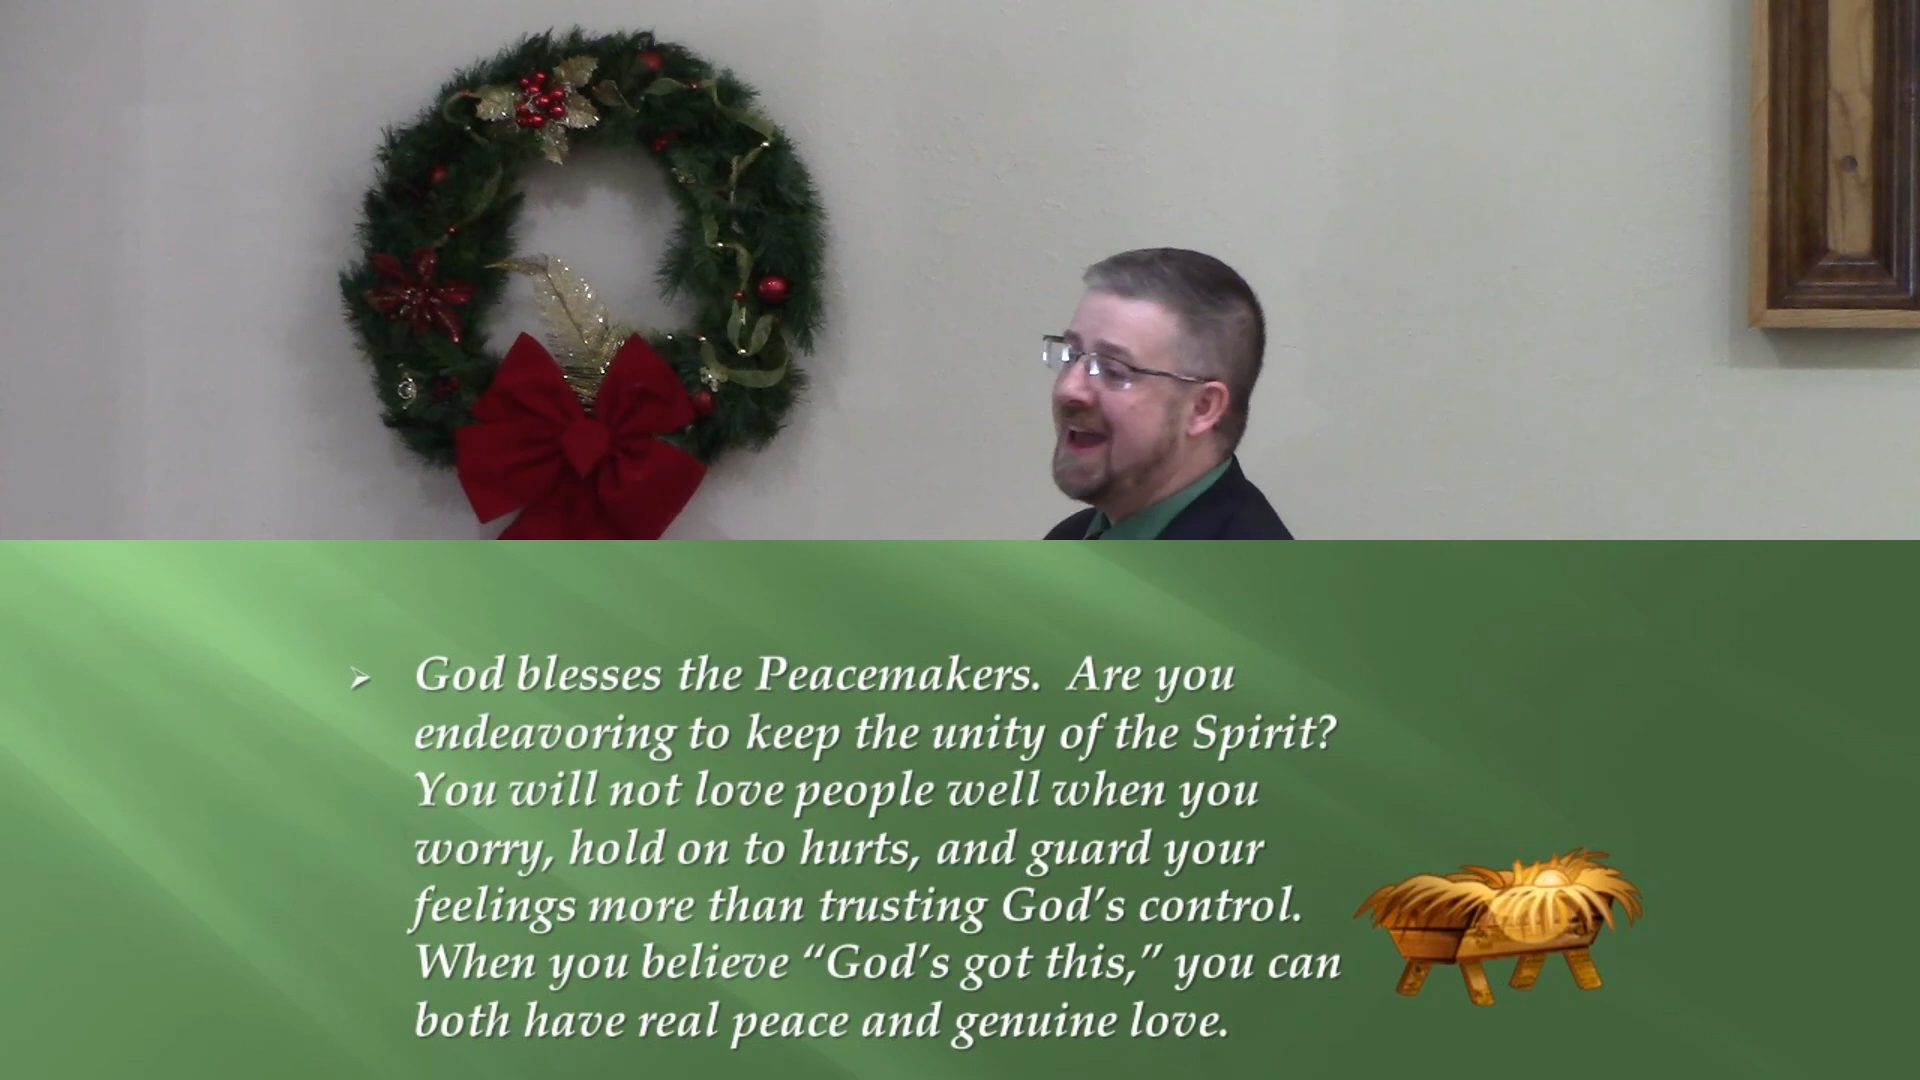 God blesses the Peacemakers.  Are you
endeavoring to keep the unity of the Spirit?
You will not love people well when you
worry, hold on to hurts, and guard your
feelings more than trusting God's control.
When you believe “God's got this,” you can
both have real peace and genuine love.